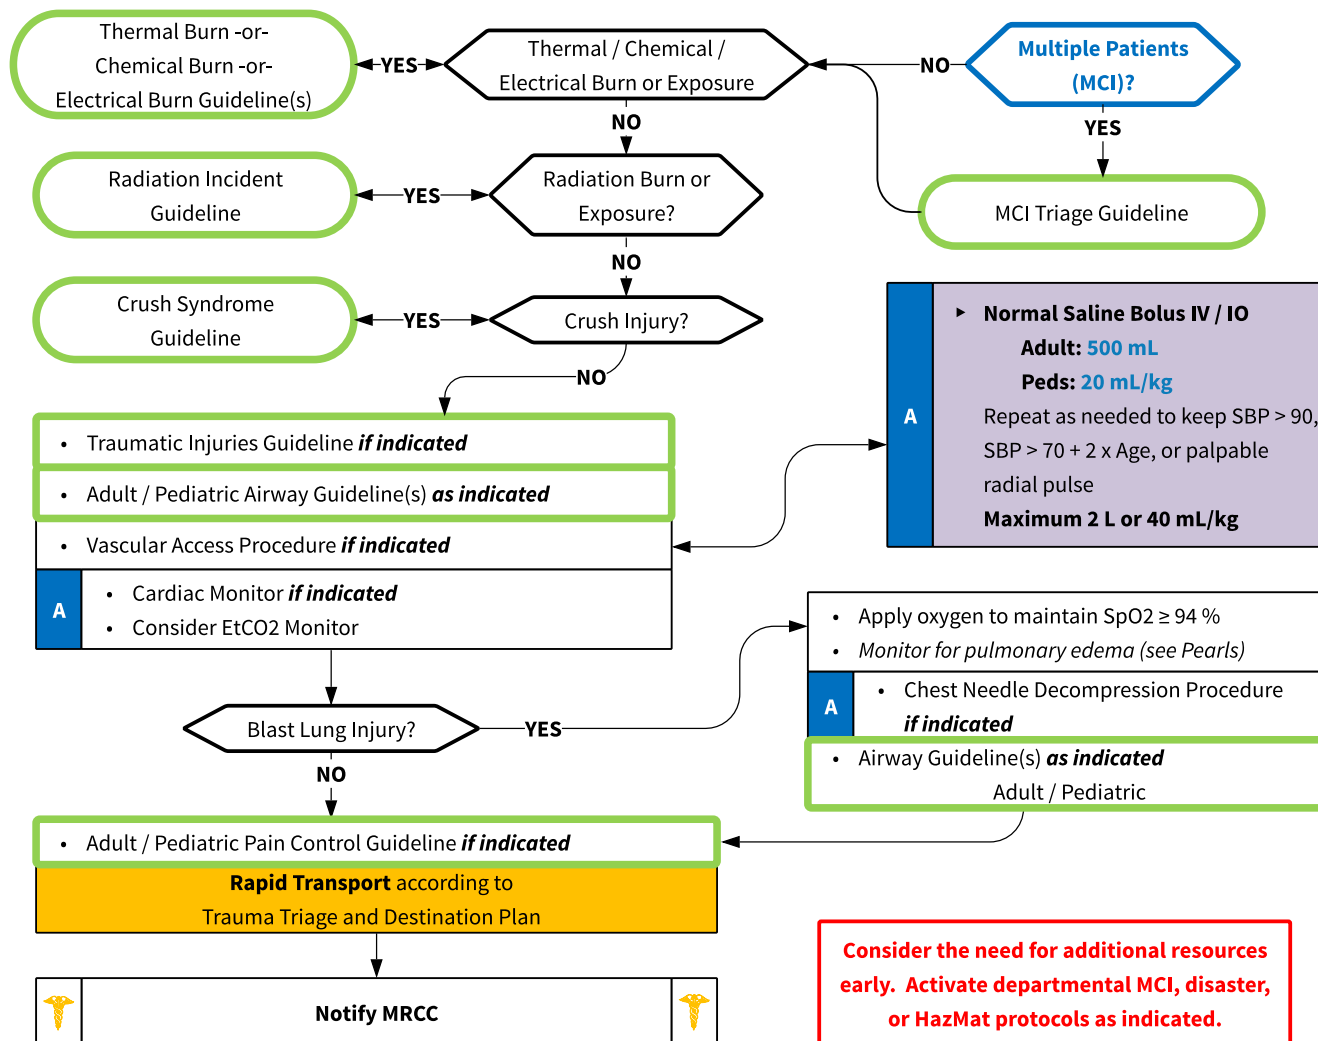 Thermal Burn -or-
Chemical Burn -or-
Electrical Burn Guideline(s)
YES
Thermal / Chemical /
Electrical Burn or Exposure
NO
Multiple Patients
(MCI)?
YES
NO
MCI Triage Guideline
Radiation Incident
Guideline
YES
Radiation Burn or
Exposure?
NO
Crush Syndrome
Guideline
YES
Crush Injury?
NO
A
▸ Normal Saline Bolus IV / IO
Adult: 500 mL
Peds: 20 mL/kg
Repeat as needed to keep SBP > 90,
SBP > 70 + 2 x Age, or palpable
radial pulse
Maximum 2 L or 40 mL/kg
• Traumatic Injuries Guideline if indicated
• Adult / Pediatric Airway Guideline(s) as indicated
• Vascular Access Procedure if indicated
A
• Cardiac Monitor if indicated
• Consider EtCO2 Monitor
Blast Lung Injury?
YES
NO
• Apply oxygen to maintain SpO2 ≥ 94 %
• Monitor for pulmonary edema (see Pearls)
A
• Chest Needle Decompression Procedure
if indicated
• Airway Guideline(s) as indicated
Adult / Pediatric
• Adult / Pediatric Pain Control Guideline if indicated
Rapid Transport according to
Trauma Triage and Destination Plan
Notify MRCC
Consider the need for additional resources
early. Activate departmental MCI, disaster,
or HazMat protocols as indicated.